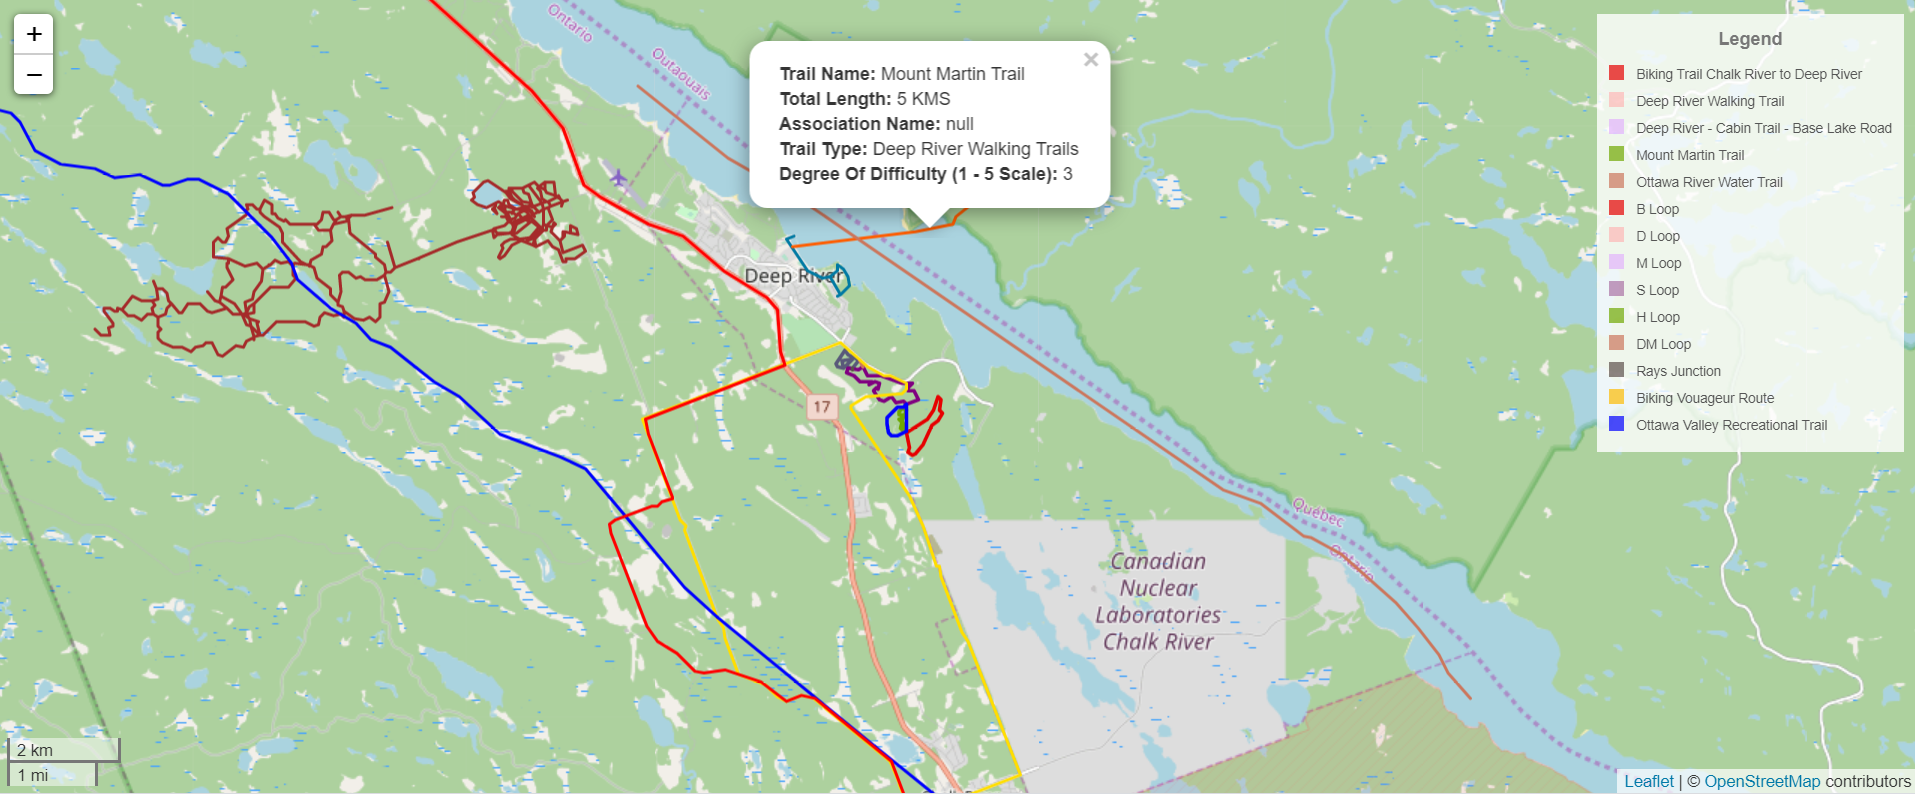 +
−
Ontario
Outaouais
Trail Name: Mount Martin Trail
Total Length: 5 KMS
Association Name: null
Trail Type: Deep River Walking Trails
Degree Of Difficulty (1 - 5 Scale): 3
×
Legend
Biking Trail Chalk River to Deep River
Deep River Walking Trail
Deep River - Cabin Trail - Base Lake Road
Mount Martin Trail
Ottawa River Water Trail
B Loop
D Loop
M Loop
S Loop
H Loop
DM Loop
Rays Junction
Biking Vouageur Route
Ottawa Valley Recreational Trail
Deep River
17
Québec
Ontario
Canadian
Nuclear
Laboratories
Chalk River
2 km
1 mi
Leaflet | © OpenStreetMap contributors